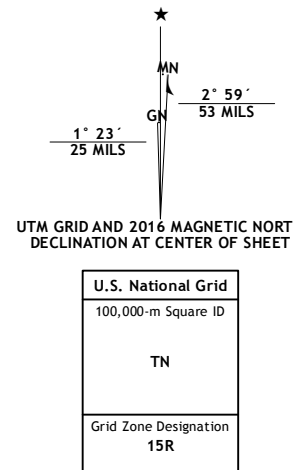 MN
GN
2° 59´
53 MILS
1° 23´
25 MILS
UTM GRID AND 2016 MAGNETIC NORT
DECLINATION AT CENTER OF SHEET
U.S. National Grid
100,000-m Square ID
TN
Grid Zone Designation
15R